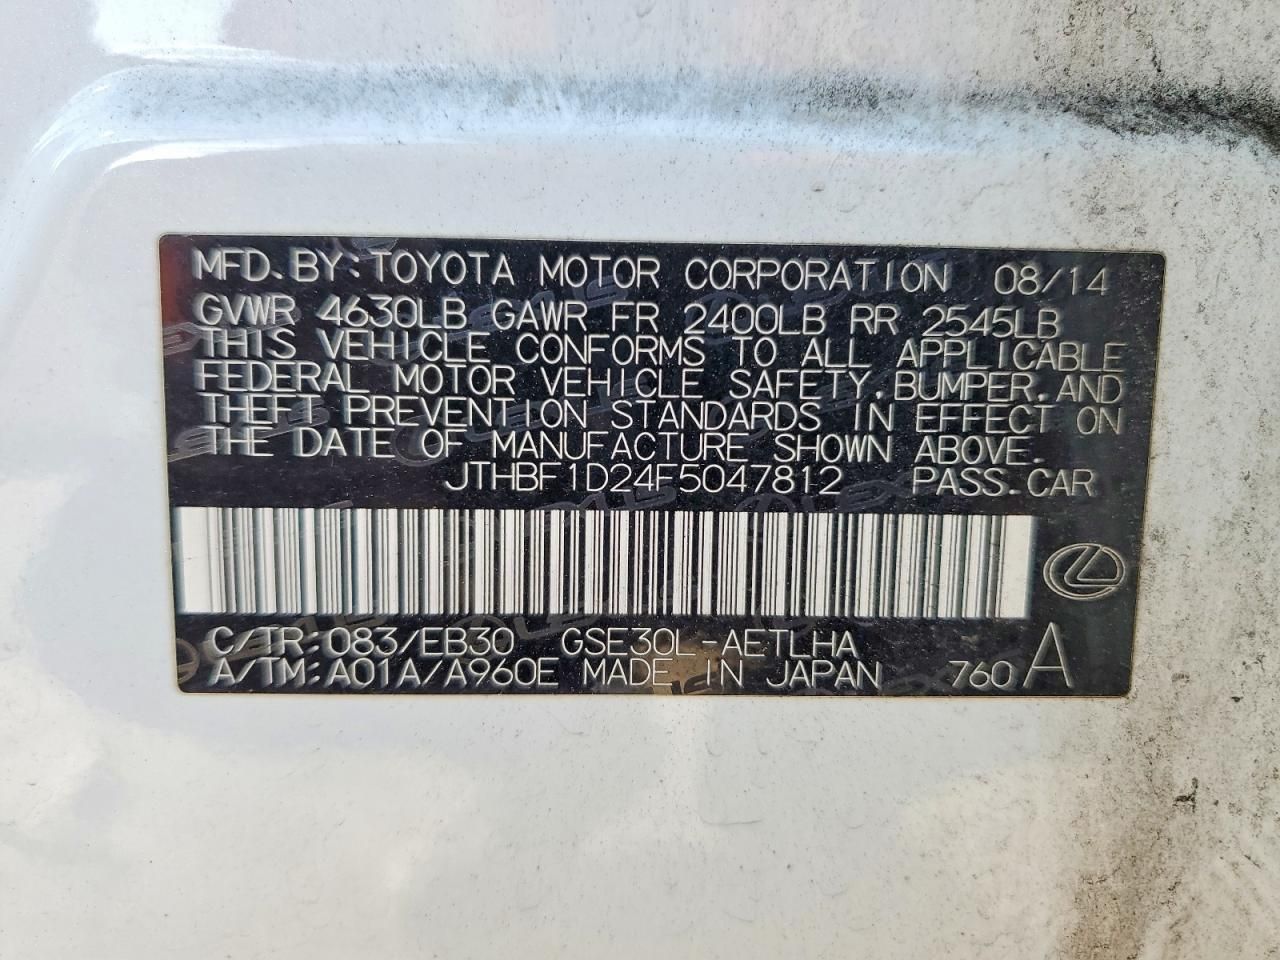 MFD.BY:TOYOTA MOTOR CORPORATION 08/14
GVWR 4630LB GAWR FR 2400LB RR 2545LB
THIS VEHICLE CONFORMS TO ALL APPLICABLE
FEDERAL MOTOR VEHICLE SAFETY,BUMPER,AND
THEFT PREVENTION STANDARDS IN EFFECT ON
THE DATE OF MANUFACTURE SHOWN ABOVE.
JTHBF1D24F5047812 PASS.CAR
C/TR:083/EB30 GSE30L-AETLHA
A/TM:A01A/A960E MADE IN JAPAN 760 A